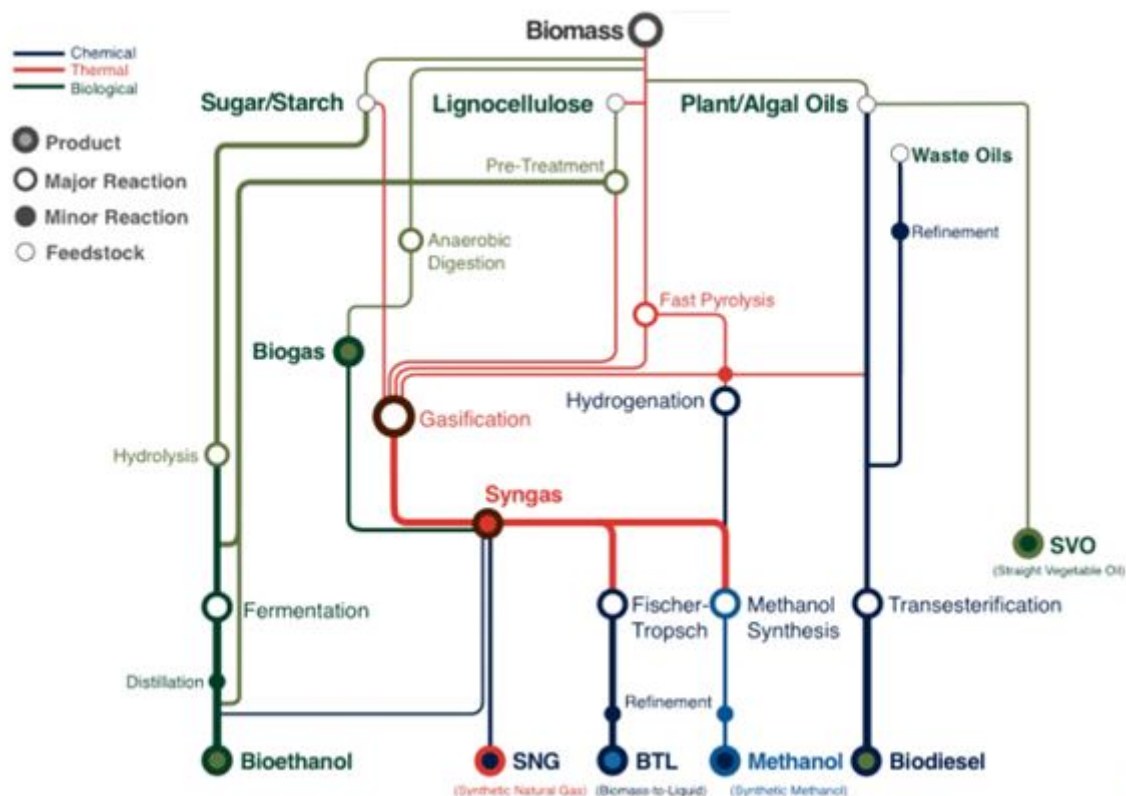 Biomass
Chemical
Thermal
Biological
Sugar/Starch
Lignocellulose
Plant/Algal Oils
Product
Major Reaction
Minor Reaction
Feedstock
Waste Oils
Pre-Treatment
Refinement
Anaerobic
Digestion
Fast Pyrolysis
Biogas
Hydrogenation
Gasification
Hydrolysis
Syngas
SVO
(Straight Vegetable Oil)
Fermentation
Fischer-
Tropsch
Methanol
Synthesis
Transesterification
Distillation
Refinement
Bioethanol
SNG
(Synthetic Natural Gas)
BTL
(Biomass-to-Liquid)
Methanol
(Synthetic Methanol)
Biodiesel